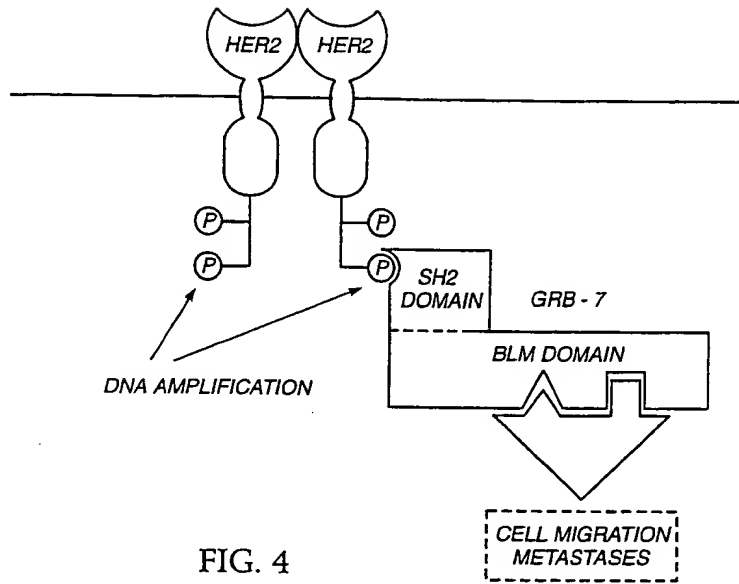 HER2 HER2
P P
P P
SH2
DOMAIN
GRB - 7
BLM DOMAIN
DNA AMPLIFICATION
CELL MIGRATION
METASTASES
FIG. 4